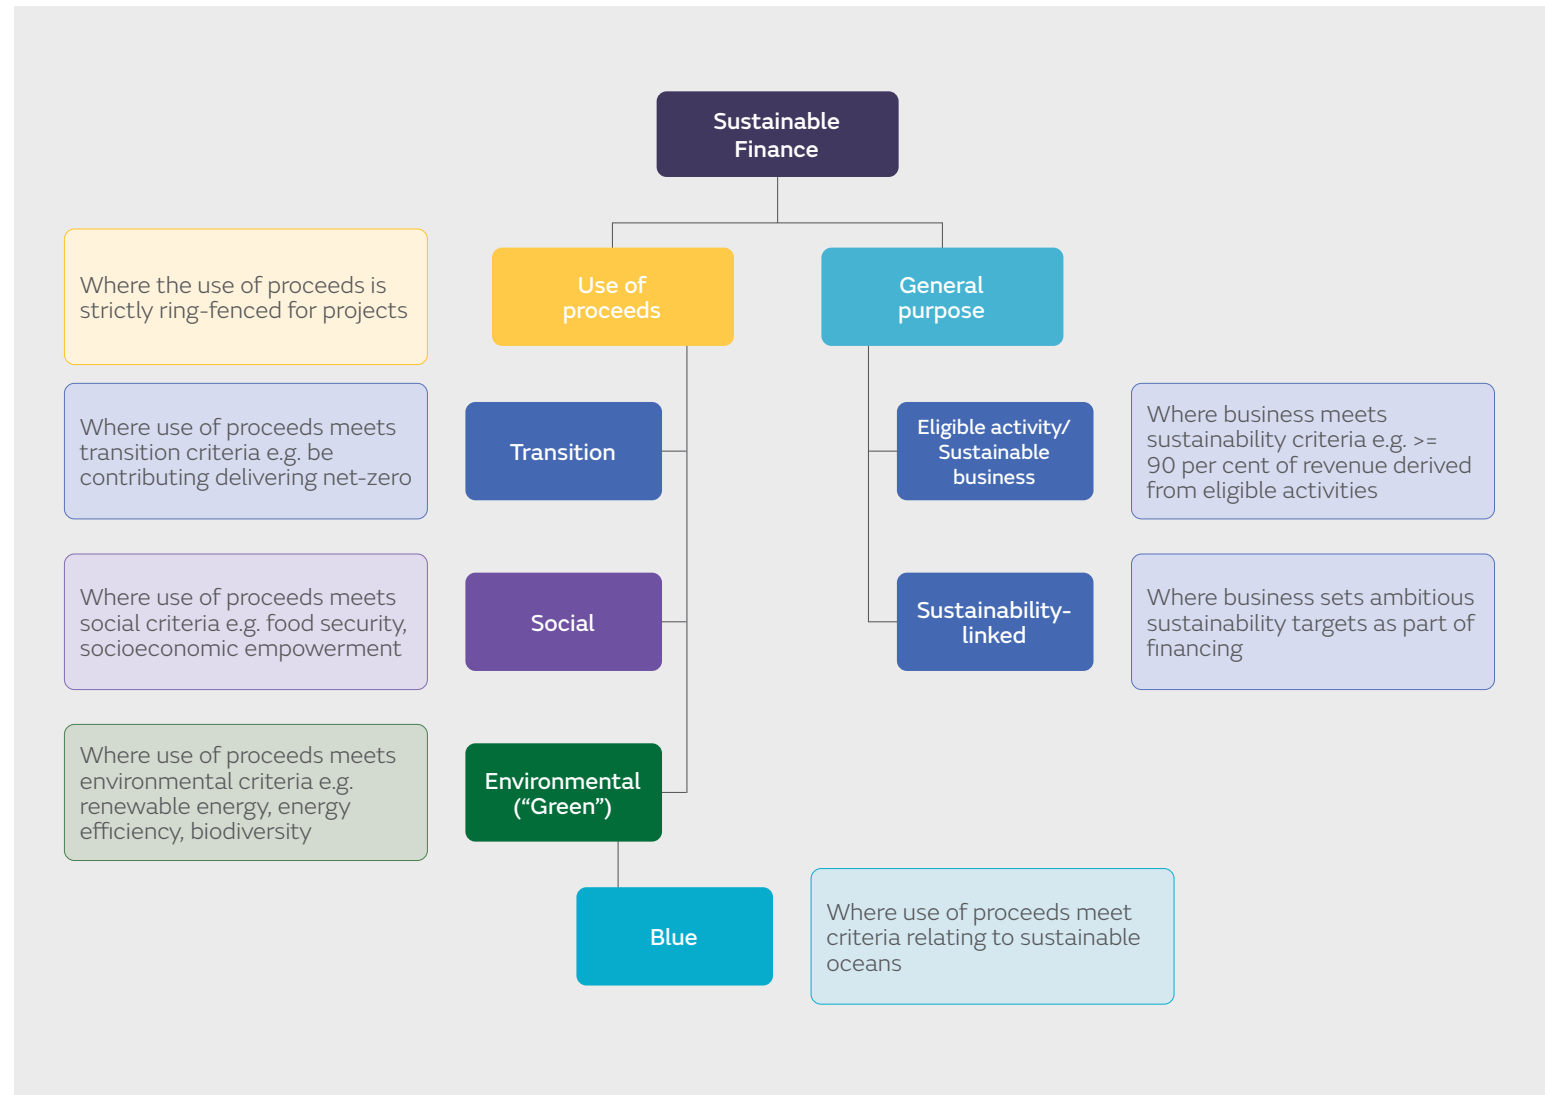 Sustainable
Finance
Where the use of proceeds is
strictly ring-fenced for projects
Use of
proceeds
General
purpose
Where use of proceeds meets
transition criteria e.g. be
contributing delivering net-zero
Transition
Eligible activity/
Sustainable
business
Where business meets
sustainability criteria e.g. >=
90 per cent of revenue derived
from eligible activities
Where use of proceeds meets
social criteria e.g. food security,
socioeconomic empowerment
Social
Sustainability-
linked
Where business sets ambitious
sustainability targets as part of
financing
Where use of proceeds meets
environmental criteria e.g.
renewable energy, energy
efficiency, biodiversity
Environmental
(“Green”)
Blue
Where use of proceeds meet
criteria relating to sustainable
oceans